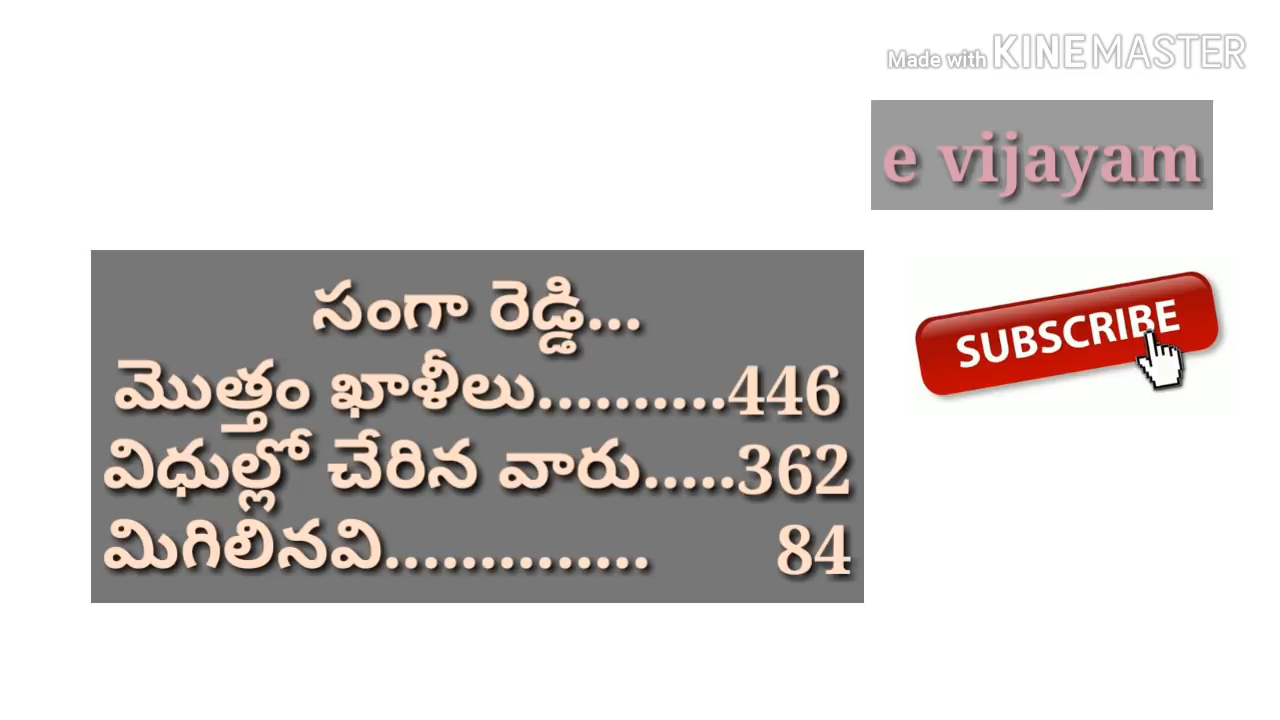 Made with KINEMASTER
e vijayam
సంగా రెడ్డి...
మొత్తం ఖాళీలు..........446
SUBSCRIBE
విధుల్లో చేరిన వారు.....362
మిగిలినవి.............. 84